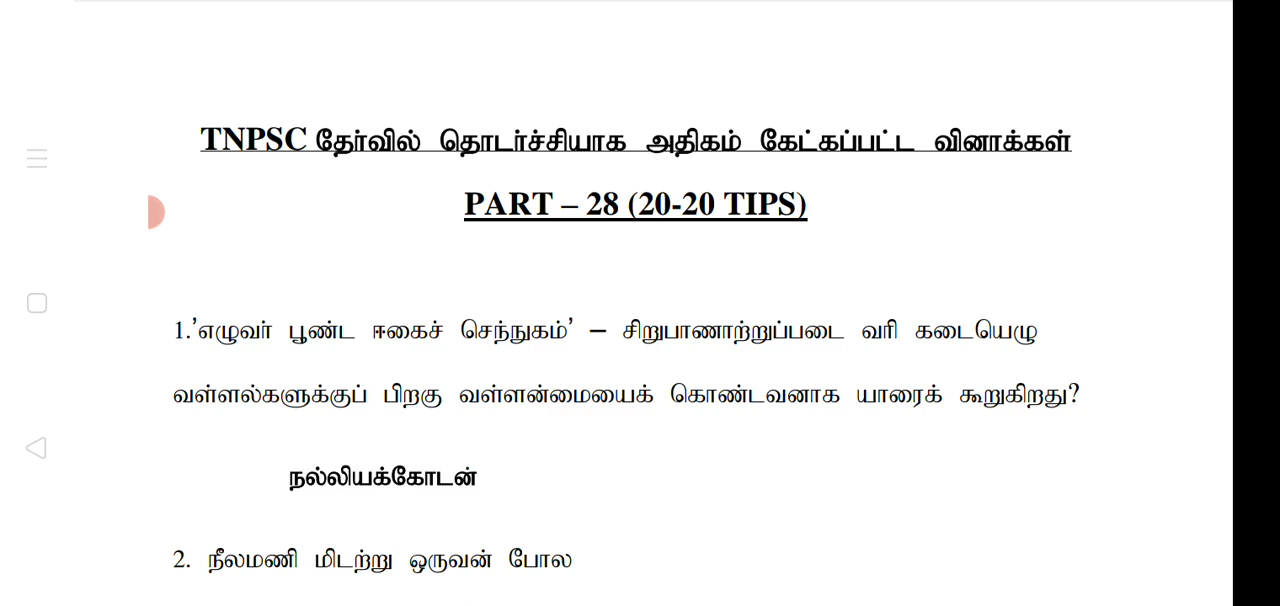 TNPSC தேர்வில் தொடர்ச்சியாக அதிகம் கேட்கப்பட்ட வினாக்கள்
PART – 28 (20-20 TIPS)
1.’எழுவர் பூண்ட ஈகைச் செந்நுகம்’ – சிறுபாணாற்றுப்படை வரி கடையெழு
வள்ளல்களுக்குப் பிறகு வள்ளன்மையைக் கொண்டவனாக யாரைக் கூறுகிறது?
நல்லியக்கோடன்
2. நீலமணி மிடற்று ஒருவன் போல